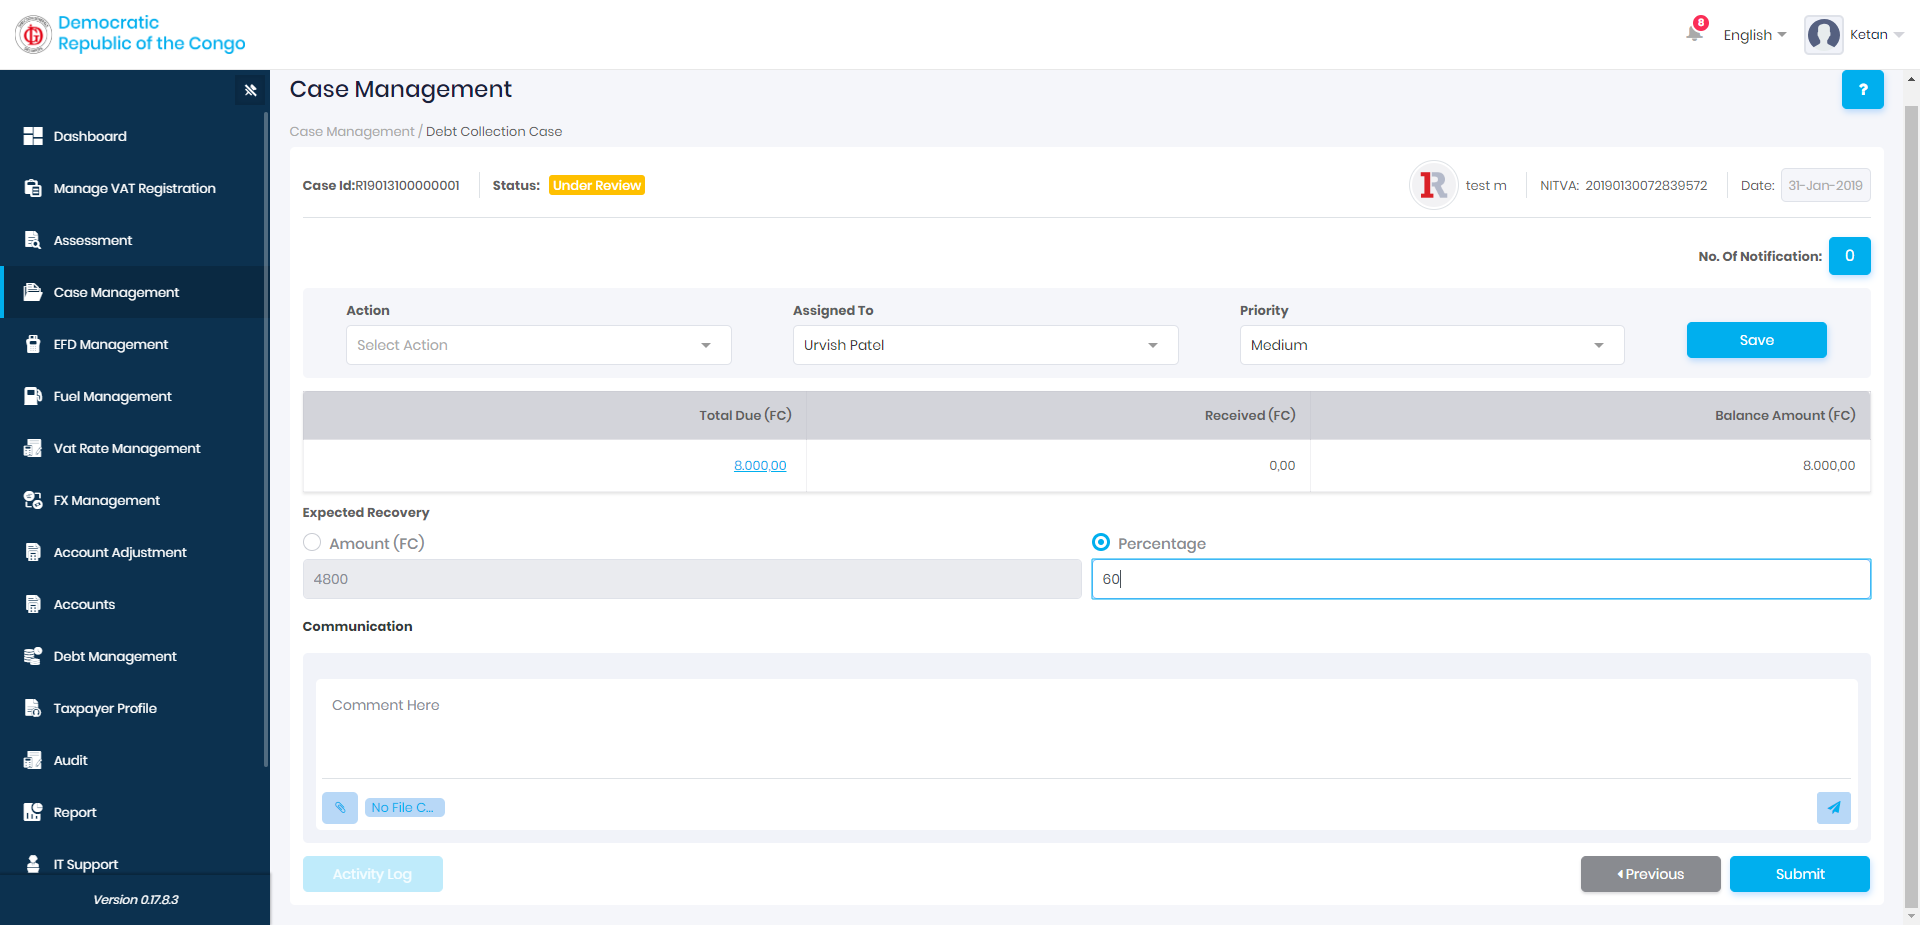 Democratic
Republic of the Congo
8
English
Ketan
Case Management
?
Case Management / Debt Collection Case
Dashboard
Manage VAT Registration
Assessment
Case Management
EFD Management
Fuel Management
Vat Rate Management
FX Management
Account Adjustment
Accounts
Debt Management
Taxpayer Profile
Audit
Report
IT Support
Version 0.17.8.3
Case Id:R19013100000001
Status: Under Review
1R
test m
NITVA: 20190130072839572
Date: 31-Jan-2019
No. Of Notification: 0
Action
Assigned To
Priority
Select Action
Urvish Patel
Medium
Save
Total Due (FC)
Received (FC)
Balance Amount (FC)
8.000,00
0,00
8.000,00
Expected Recovery
Amount (FC)
Percentage
4800
60
Communication
Comment Here
No File C...
Activity Log
Previous
Submit